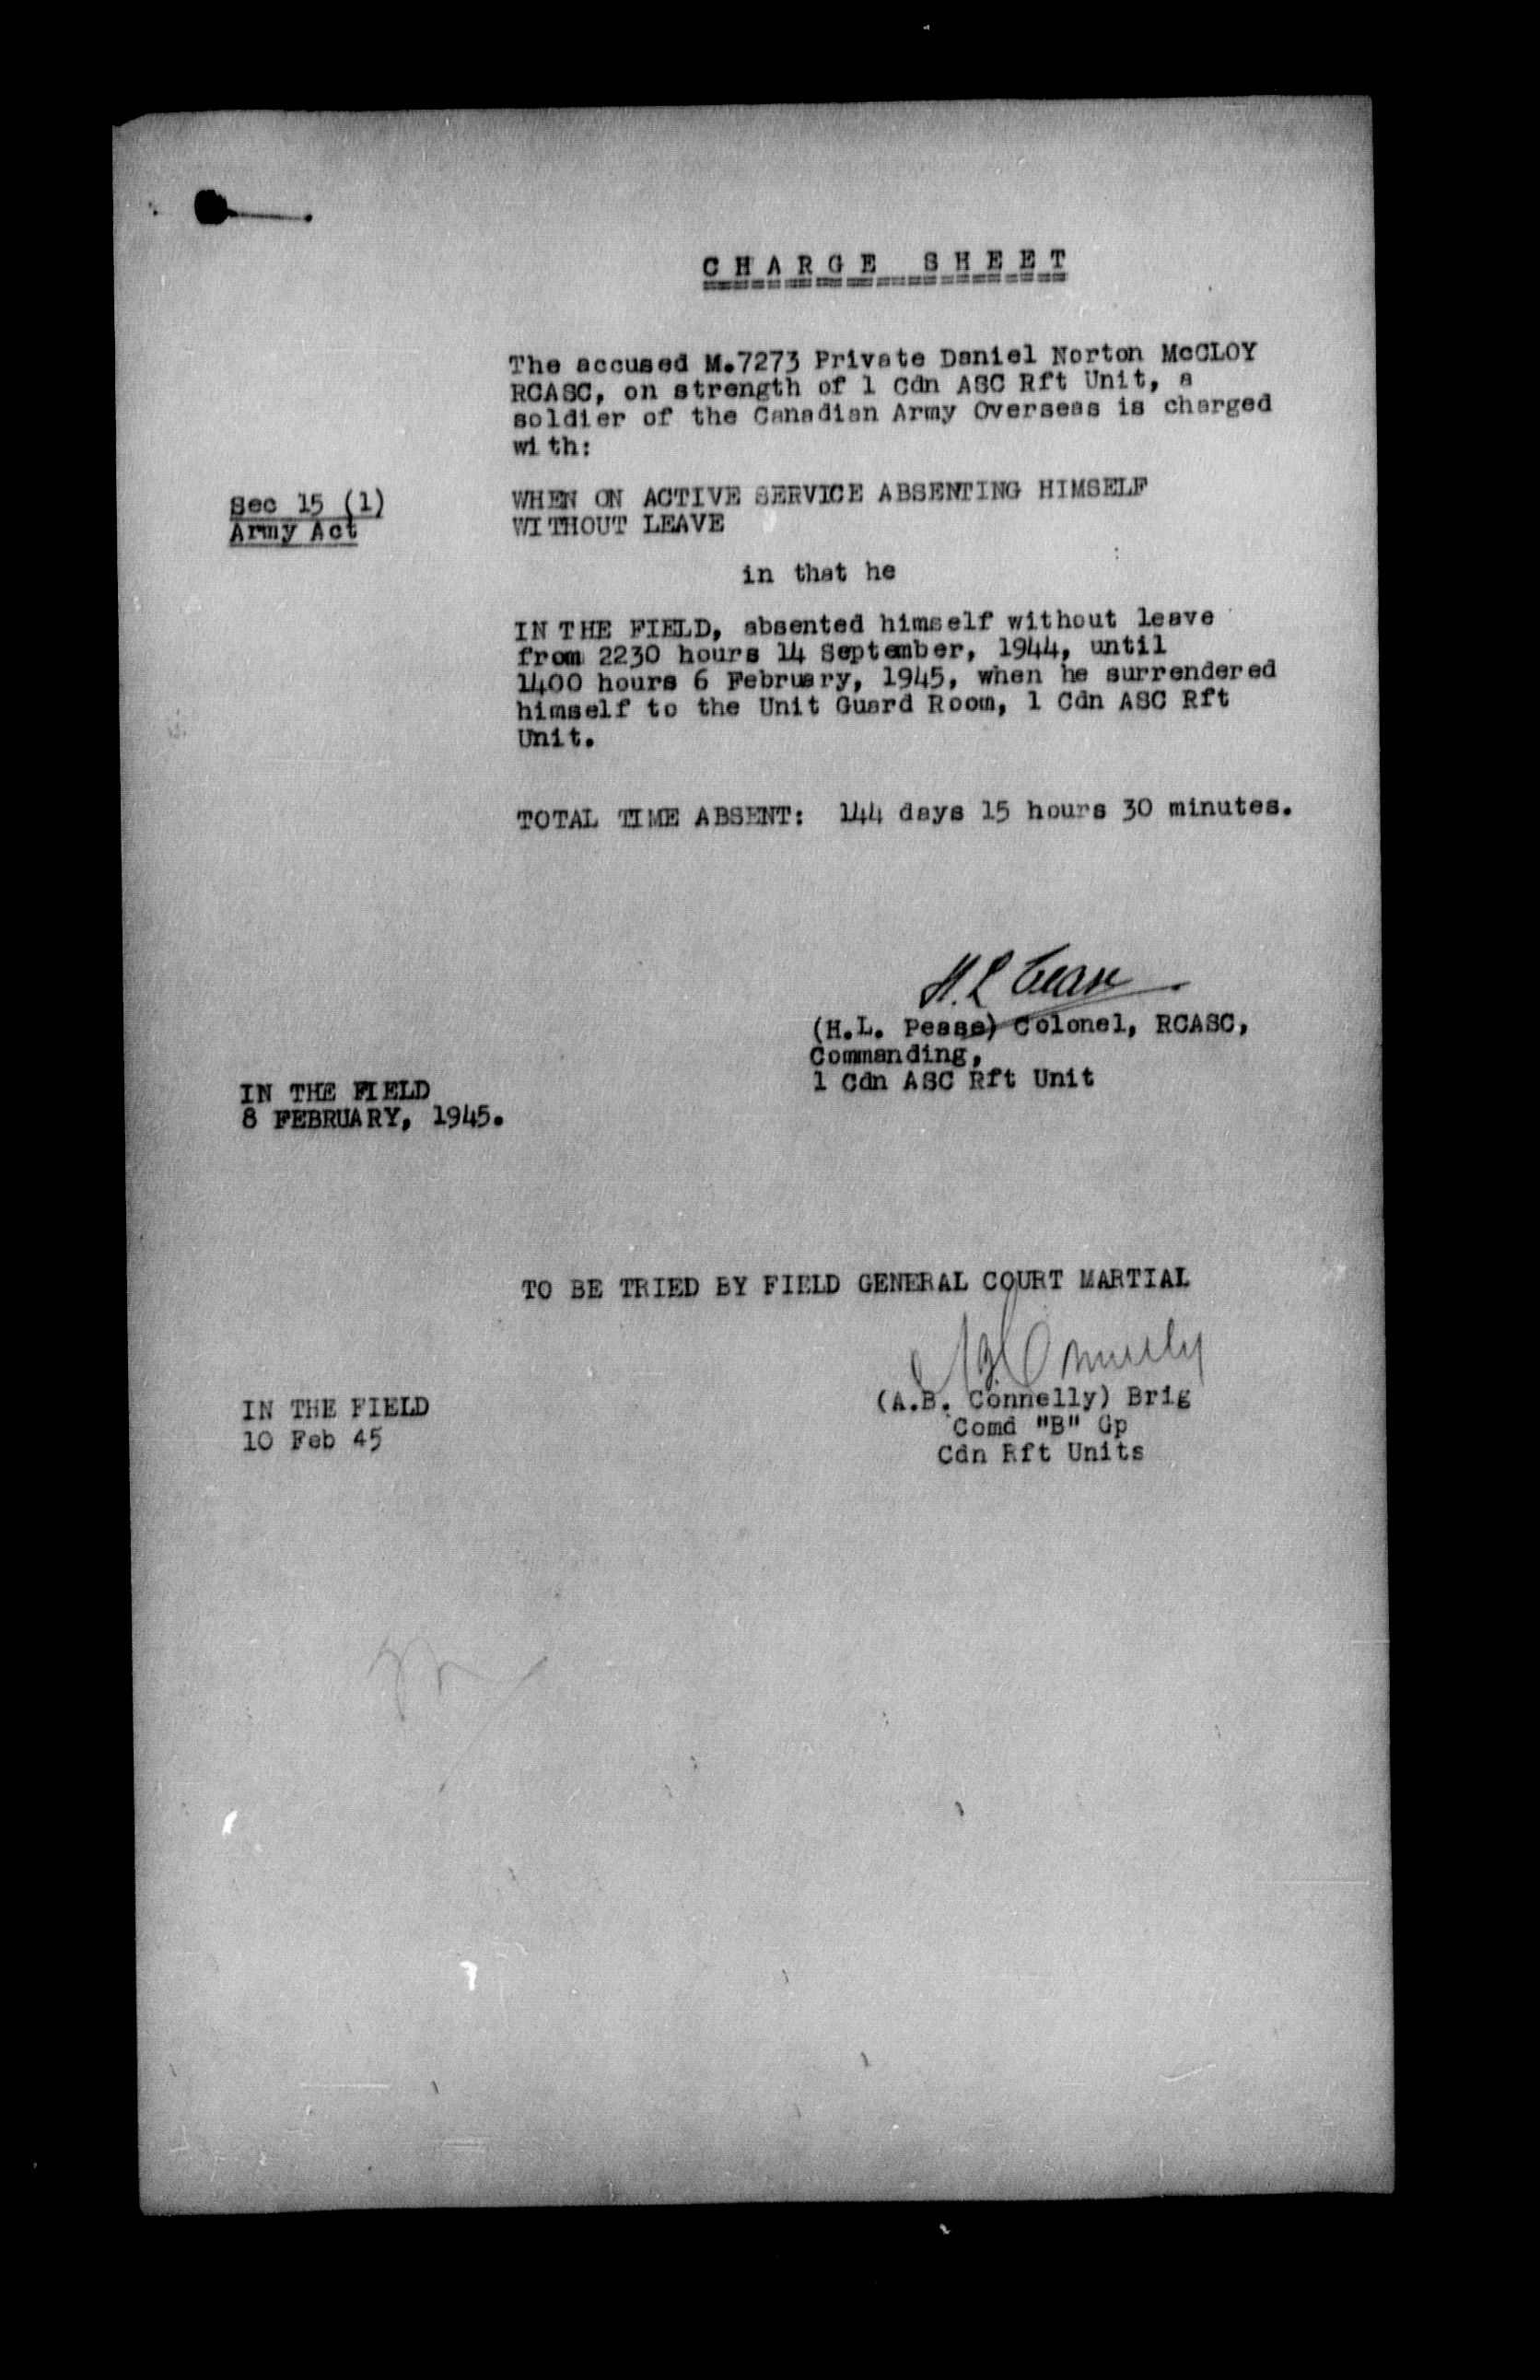 CHARGE SHEET
The accused M.7273 Private Daniel Norton McCLOY
RCASC, on strength of 1 Cdn ASC Rft Unit, a
soldier of the Canadian Army Overseas is charged
with:
Sec 15 (1)
Army Act
WHEN ON ACTIVE SERVICE ABSENTING HIMSELF
WITHOUT LEAVE
in that he
IN THE FIELD, absented himself without leave
from 2230 hours 14 September, 1944, until
1400 hours 6 February, 1945, when he surrendered
himself to the Unit Guard Room, 1 Cdn ASC Rft
Unit.
TOTAL TIME ABSENT: 144 days 15 hours 30 minutes.
H.L. Pease
(H.L. Pease) Colonel, RCASC,
Commanding,
1 Cdn ASC Rft Unit
IN THE FIELD
8 FEBRUARY, 1945.
TO BE TRIED BY FIELD GENERAL COURT MARTIAL
A.B. Connelly
(A.B. Connelly) Brig
Comd "B" Gp
Cdn Rft Units
IN THE FIELD
10 Feb 45